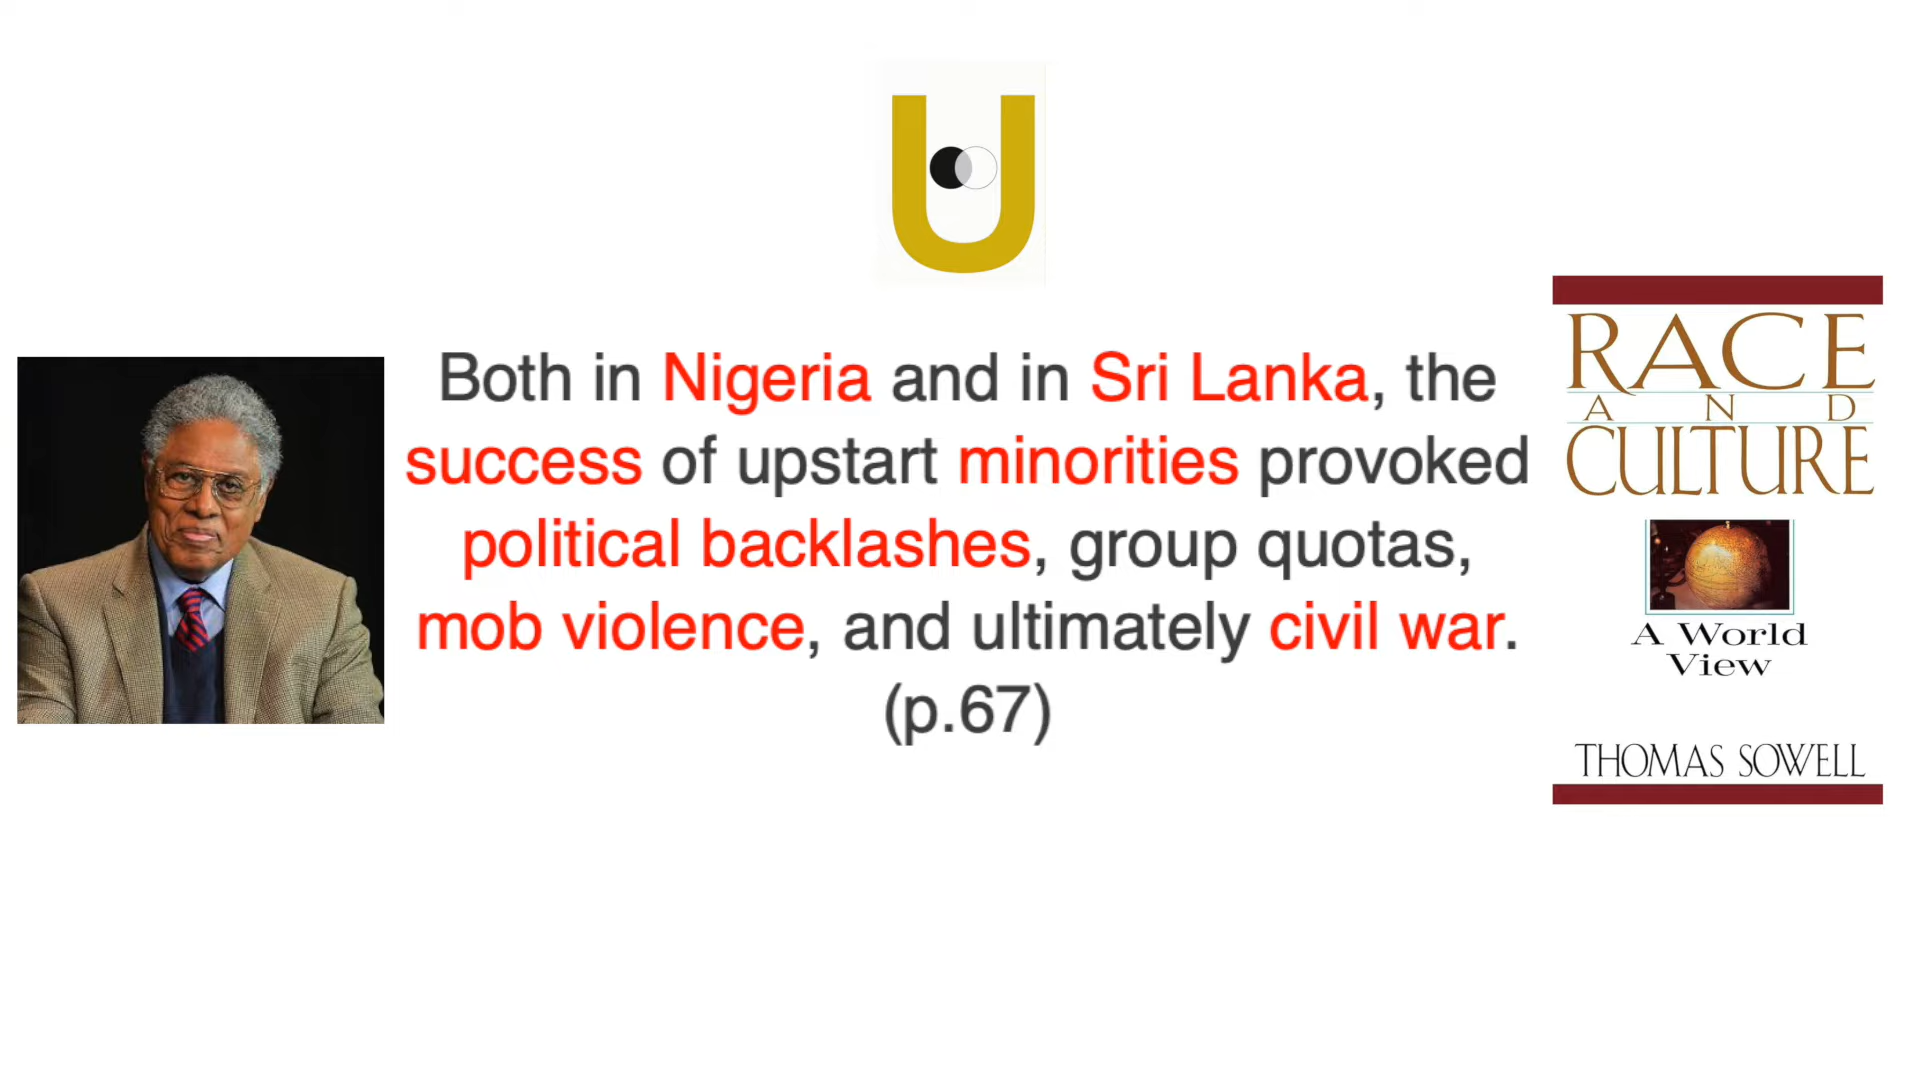 U
Both in Nigeria and in Sri Lanka, the
success of upstart minorities provoked
political backlashes, group quotas,
mob violence, and ultimately civil war.
(p.67)
RACE
AND
CULTURE
A World
View
THOMAS SOWELL